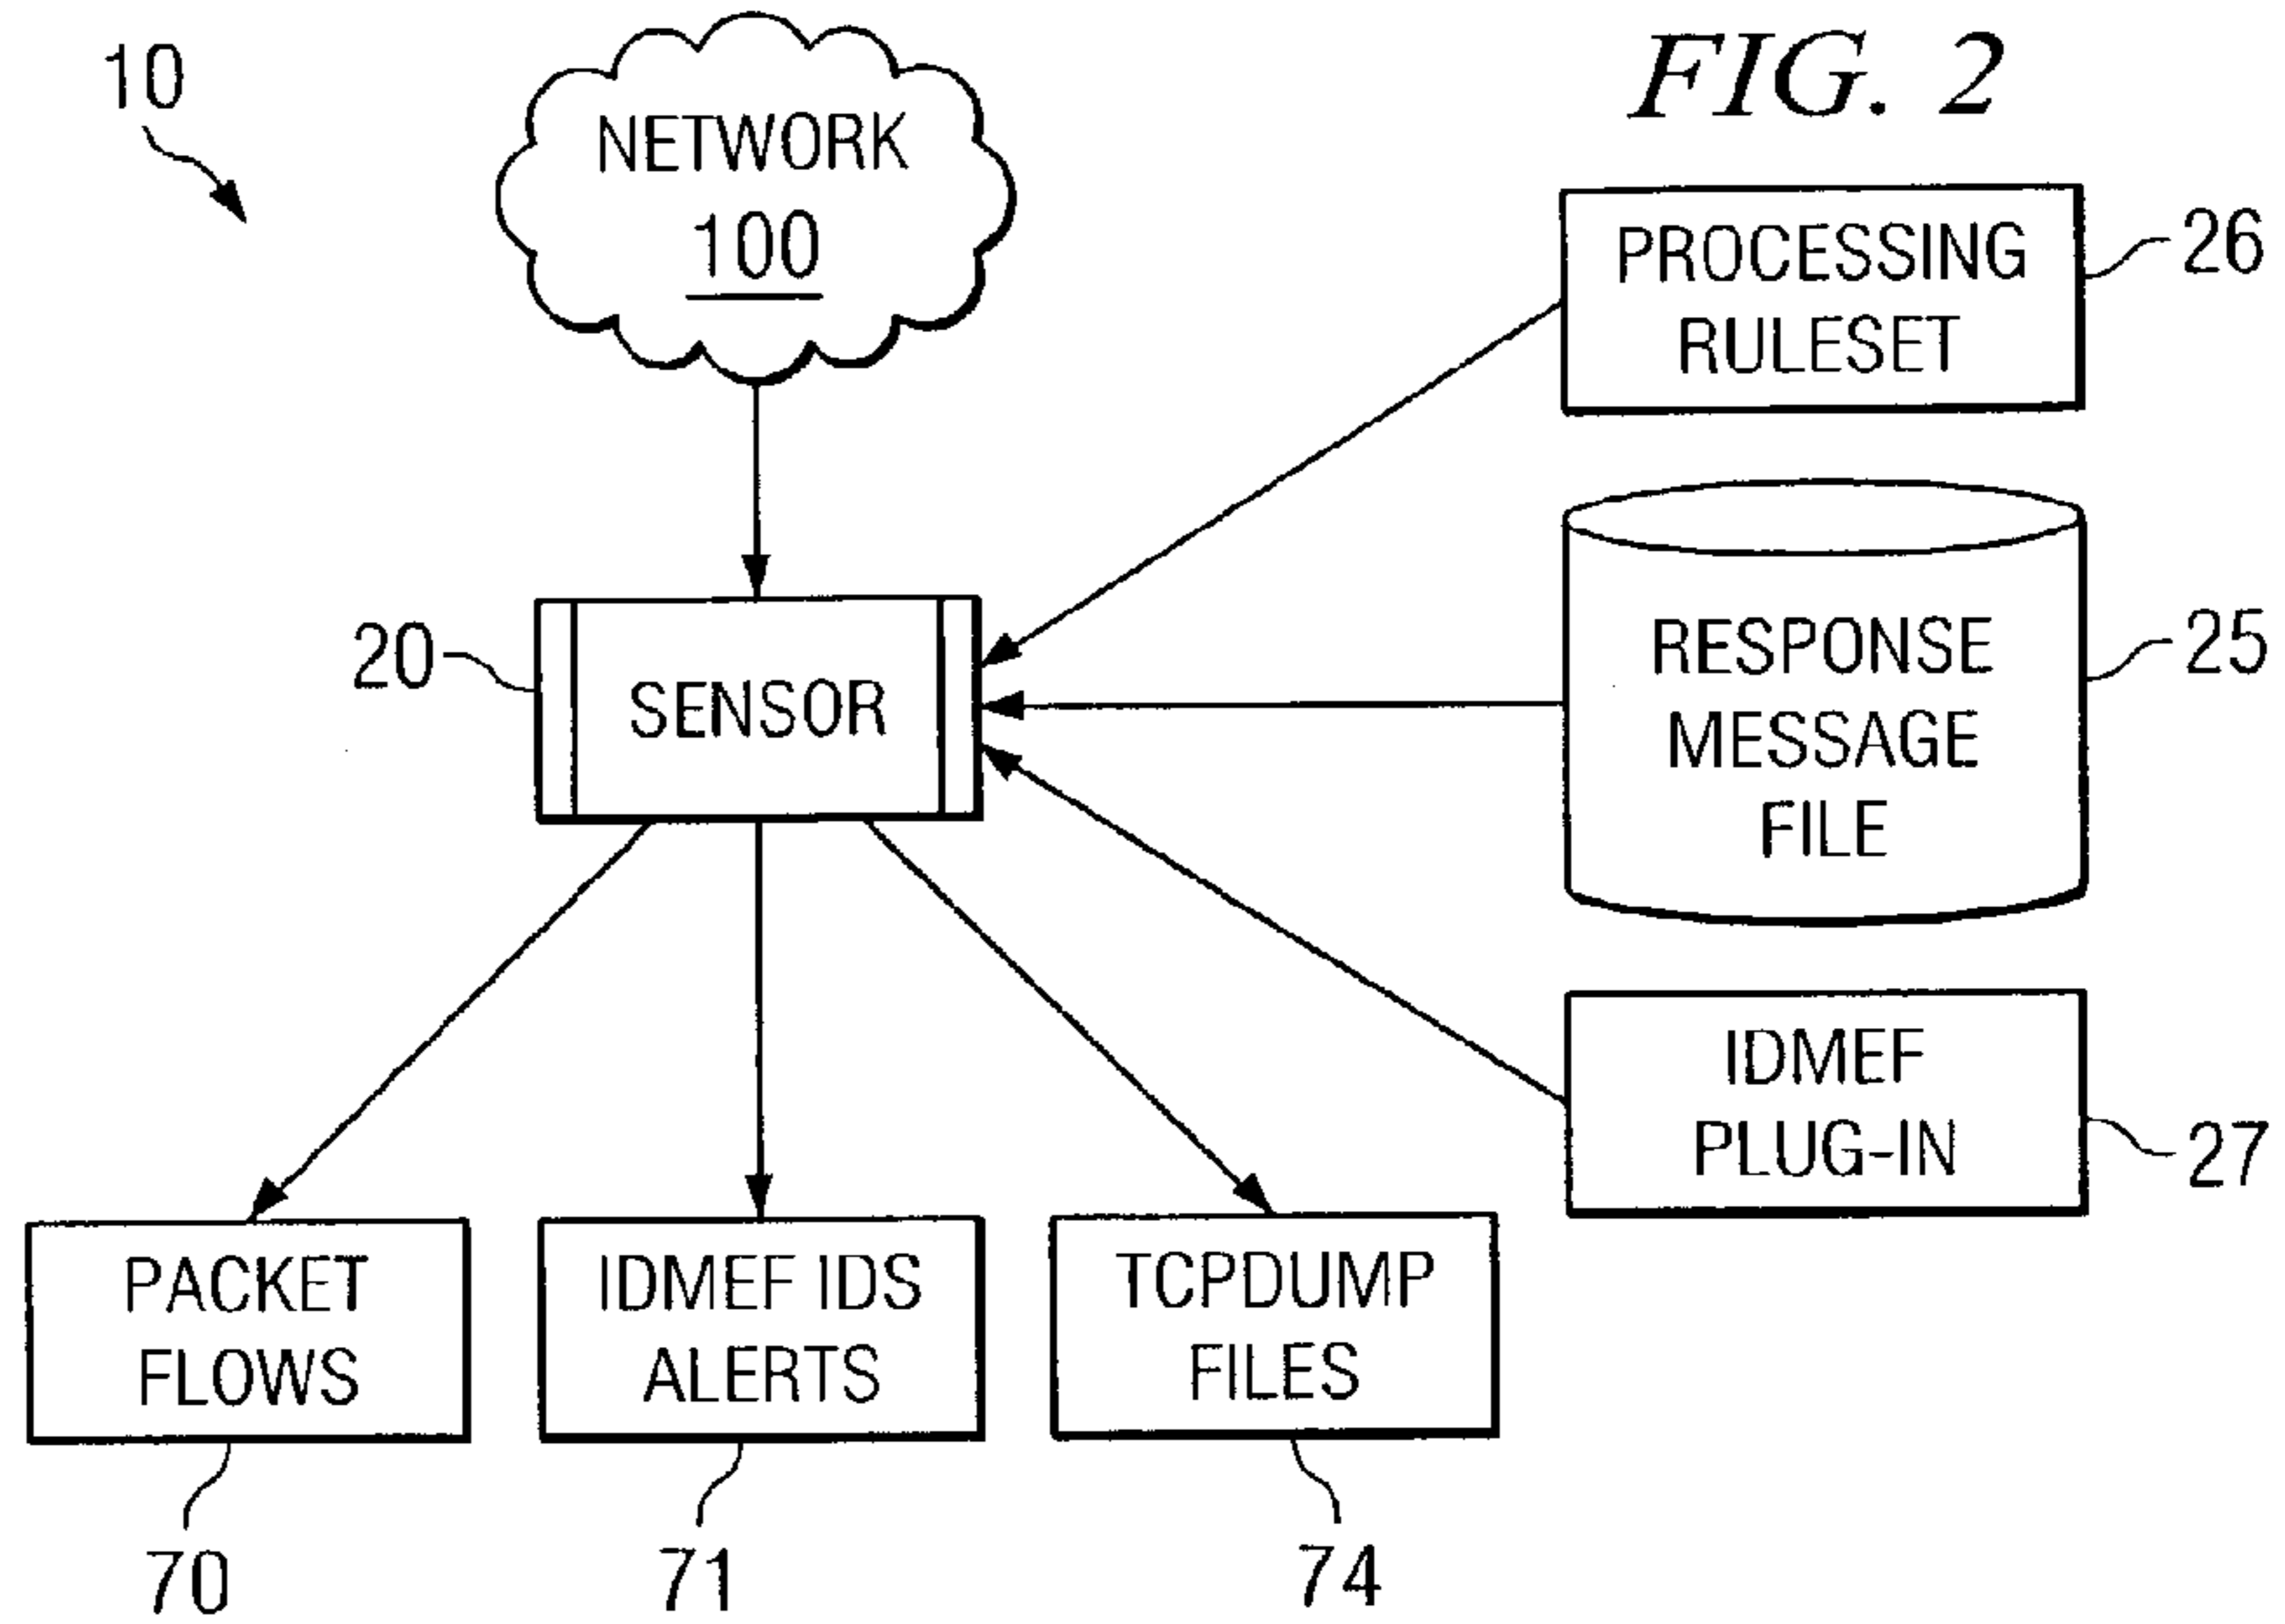 10
NETWORK
100
FIG. 2
PROCESSING
RULESET
26
20
SENSOR
RESPONSE
MESSAGE
FILE
25
IDMEF
PLUG-IN
27
PACKET
FLOWS
70
IDMEF IDS
ALERTS
71
TCPDUMP
FILES
74